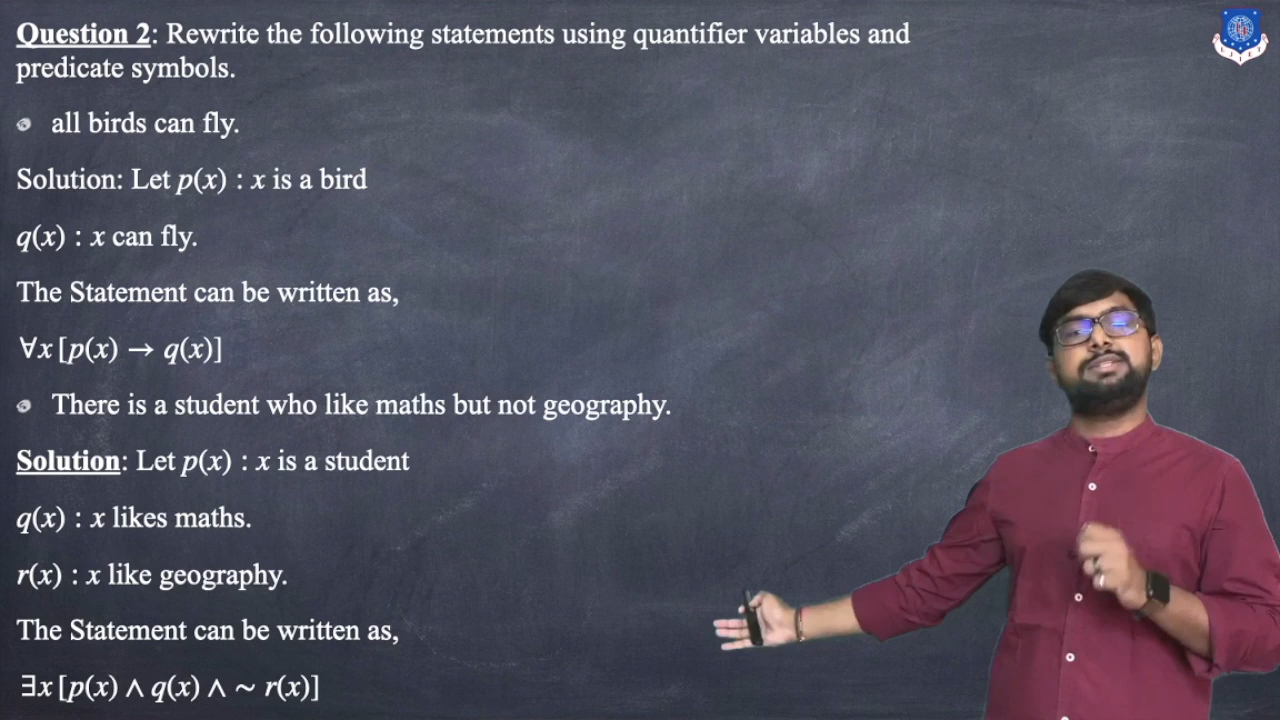 Question 2: Rewrite the following statements using quantifier variables and
predicate symbols.
all birds can fly.
Solution: Let p(x) : x is a bird
q(x) : x can fly.
The Statement can be written as,
∀x [p(x) → q(x)]
There is a student who like maths but not geography.
Solution: Let p(x) : x is a student
q(x) : x likes maths.
r(x) : x like geography.
The Statement can be written as,
∃x [p(x) ∧ q(x) ∧ ~ r(x)]